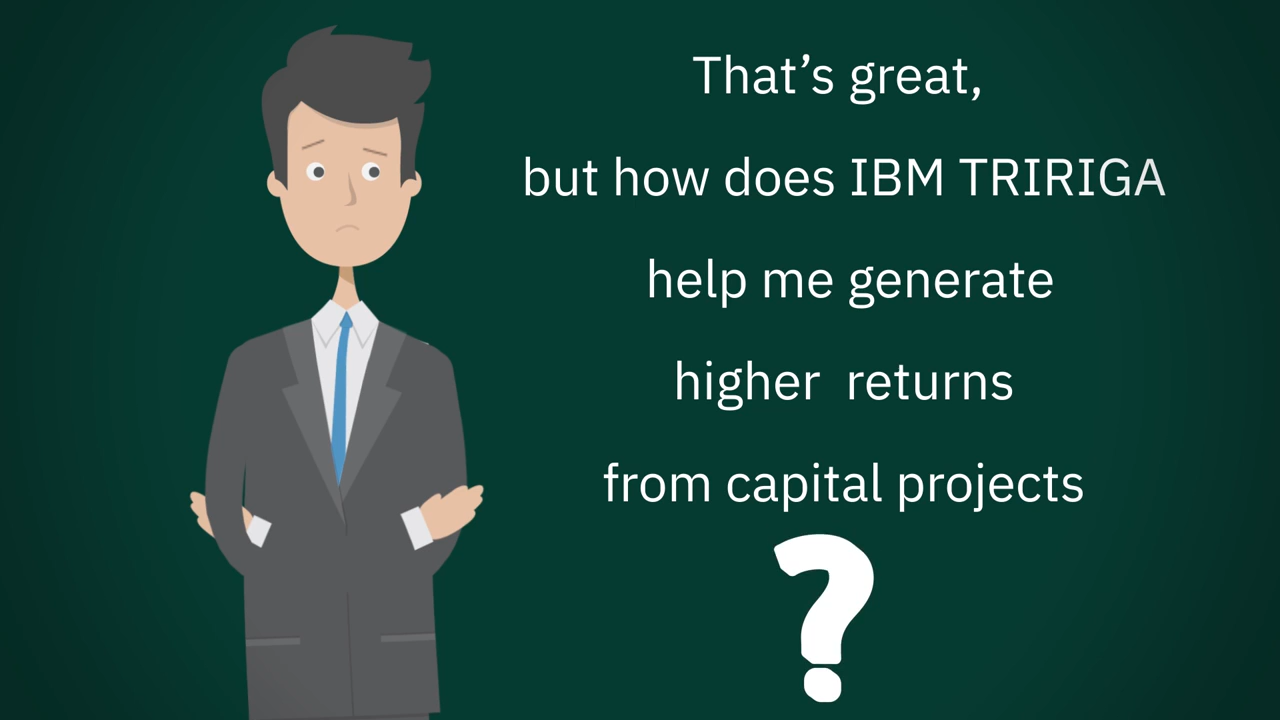 That’s great,
but how does IBM TRIRIGA
help me generate
higher returns
from capital projects
?